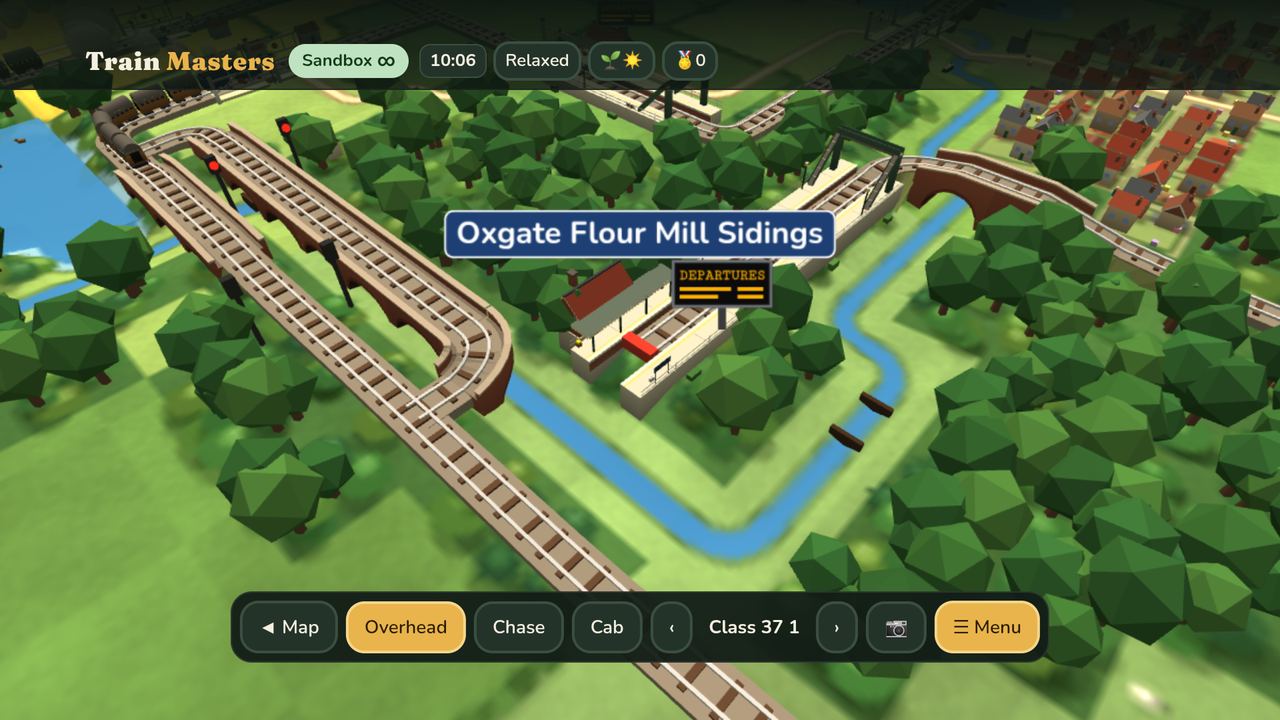 Train Masters
Sandbox ∞
10:06
Relaxed
0
Oxgate Flour Mill Sidings
DEPARTURES
◄ Map
Overhead
Chase
Cab
‹
Class 37 1
›
☰ Menu